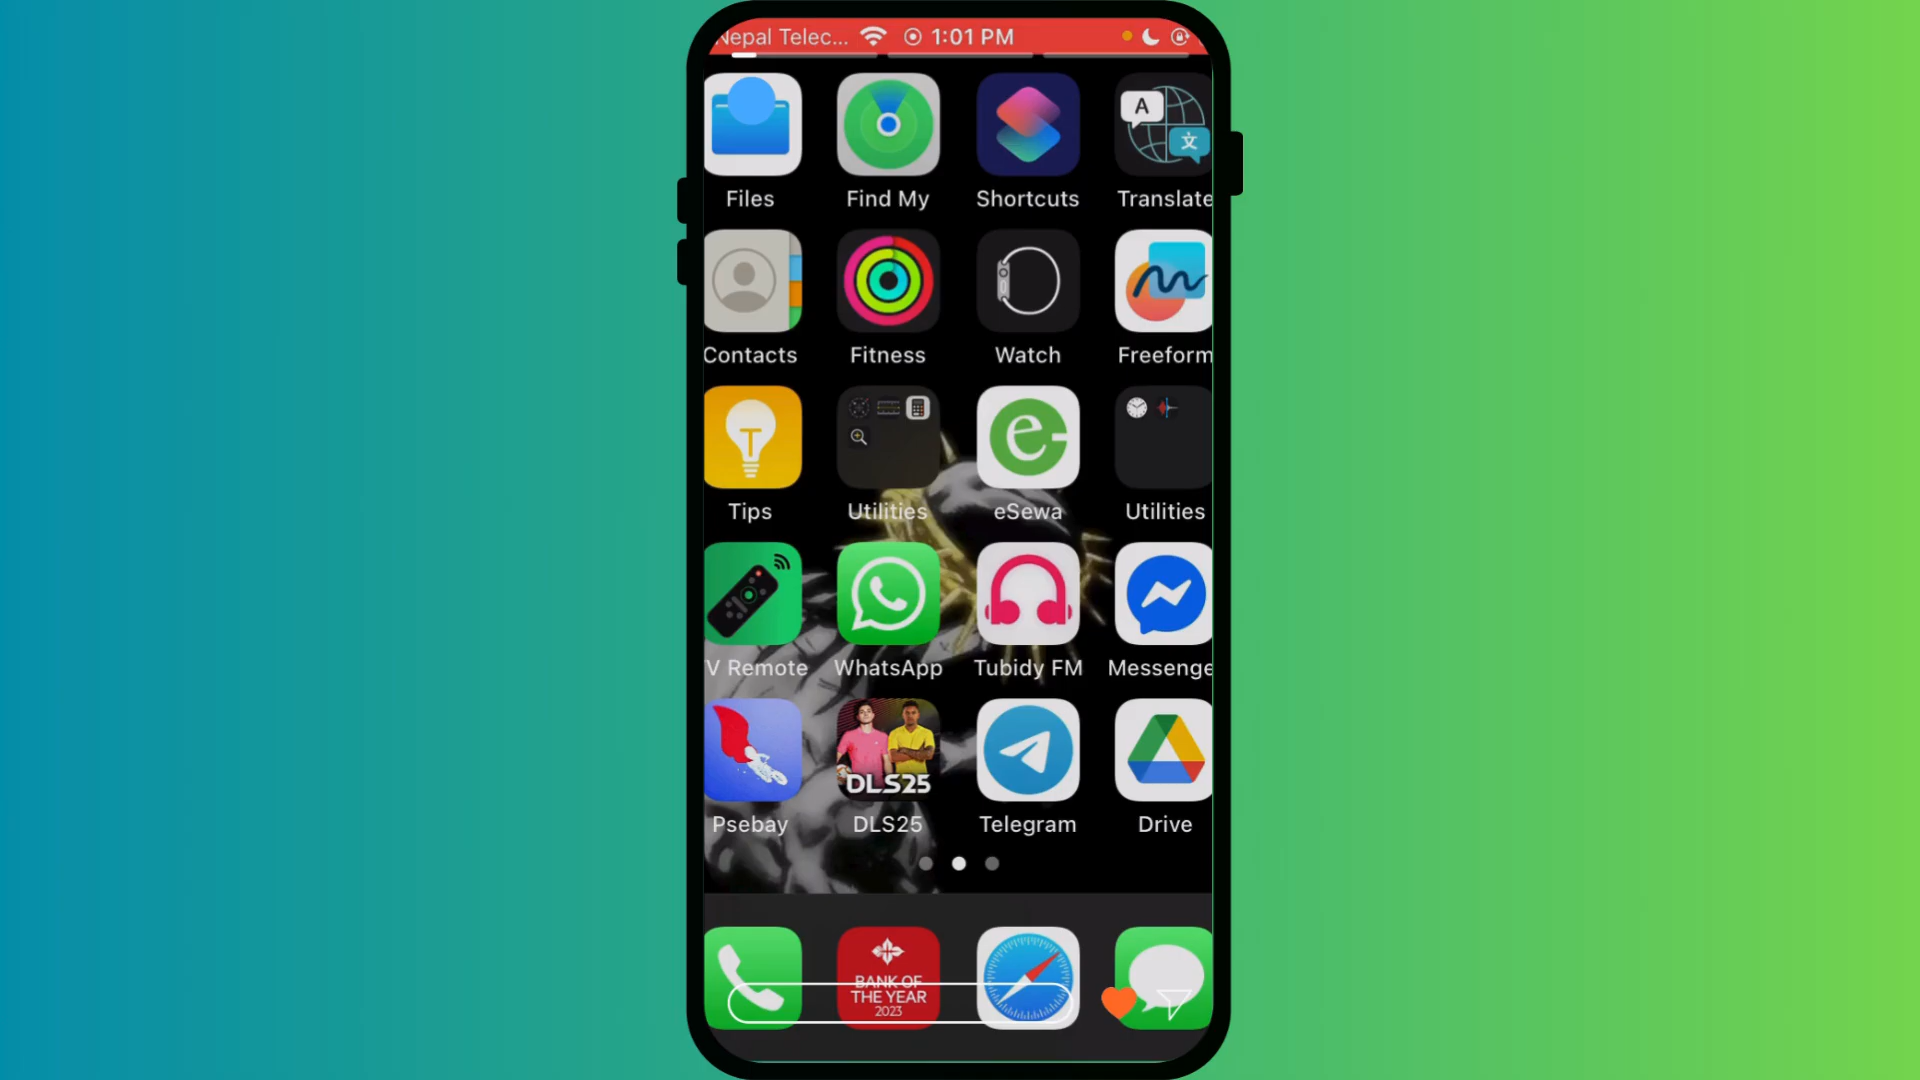 Nepal Telec... 1:01 PM
A
文
Files Find My Shortcuts Translate
Contacts Fitness Watch Freeform
T
e
Tips Utilities eSewa Utilities
V Remote WhatsApp Tubidy FM Messenge
DLS25
Psebay DLS25 Telegram Drive
BANK OF
THE YEAR
2023